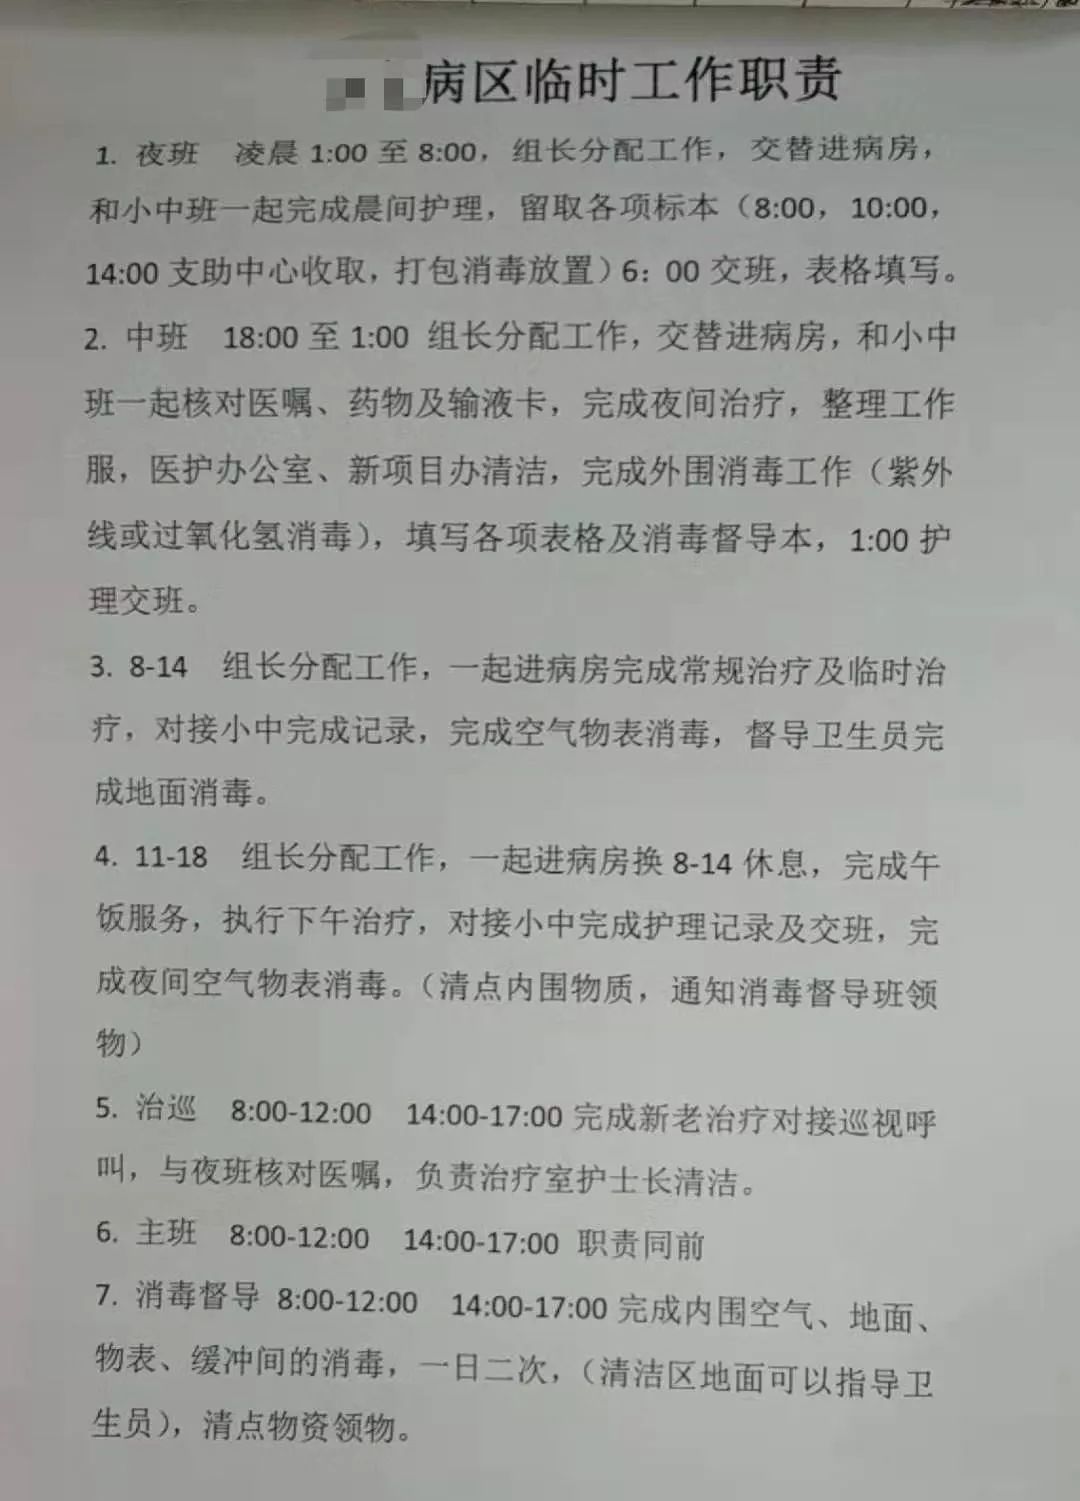 病区临时工作职责
1. 夜班 凌晨 1:00 至 8:00，组长分配工作，交替进病房，
和小中班一起完成晨间护理，留取各项标本（8:00，10:00，
14:00 支助中心收取，打包消毒放置）6：00 交班，表格填写。
2. 中班 18:00 至 1:00 组长分配工作，交替进病房，和小中
班一起核对医嘱、药物及输液卡，完成夜间治疗，整理工作
服，医护办公室、新项目办清洁，完成外围消毒工作（紫外
线或过氧化氢消毒），填写各项表格及消毒督导本，1:00 护
理交班。
3. 8-14 组长分配工作，一起进病房完成常规治疗及临时治
疗，对接小中完成记录，完成空气物表消毒，督导卫生员完
成地面消毒。
4. 11-18 组长分配工作，一起进病房换 8-14 休息，完成午
饭服务，执行下午治疗，对接小中完成护理记录及交班，完
成夜间空气物表消毒。（清点内围物质，通知消毒督导班领
物）
5. 治巡 8:00-12:00 14:00-17:00 完成新老治疗对接巡视呼
叫，与夜班核对医嘱，负责治疗室护士长清洁。
6. 主班 8:00-12:00 14:00-17:00 职责同前
7. 消毒督导 8:00-12:00 14:00-17:00 完成内围空气、地面、
物表、缓冲间的消毒，一日二次，（清洁区地面可以指导卫
生员），清点物资领物。